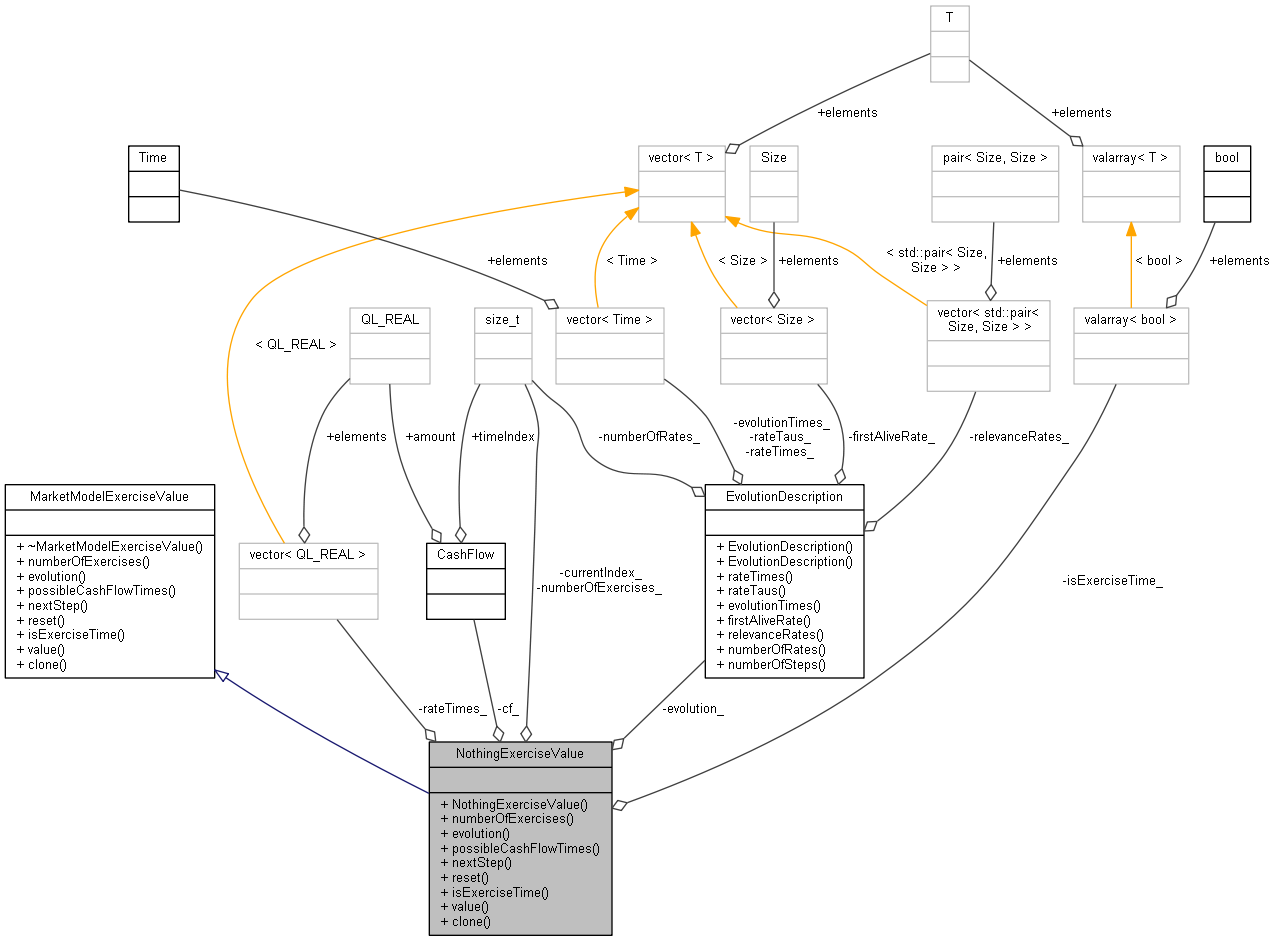 T
+elements
+elements
Time
vector< T >
Size
pair< Size, Size >
valarray< T >
bool
+elements
< Time >
< Size >
+elements
< std::pair< Size,
Size > >
+elements
< bool >
+elements
< QL_REAL >
QL_REAL
size_t
vector< Time >
vector< Size >
vector< std::pair<
Size, Size > >
valarray< bool >
+elements
+amount
+timeIndex
-numberOfRates_
-evolutionTimes_
-rateTaus_
-rateTimes_
-firstAliveRate_
-relevanceRates_
MarketModelExerciseValue
+ ~MarketModelExerciseValue()
+ numberOfExercises()
+ evolution()
+ possibleCashFlowTimes()
+ nextStep()
+ reset()
+ isExerciseTime()
+ value()
+ clone()
vector< QL_REAL >
CashFlow
-currentIndex_
-numberOfExercises_
EvolutionDescription
+ EvolutionDescription()
+ EvolutionDescription()
+ rateTimes()
+ rateTaus()
+ evolutionTimes()
+ firstAliveRate()
+ relevanceRates()
+ numberOfRates()
+ numberOfSteps()
-isExerciseTime_
-rateTimes_
-cf_
-evolution_
NothingExerciseValue
+ NothingExerciseValue()
+ numberOfExercises()
+ evolution()
+ possibleCashFlowTimes()
+ nextStep()
+ reset()
+ isExerciseTime()
+ value()
+ clone()